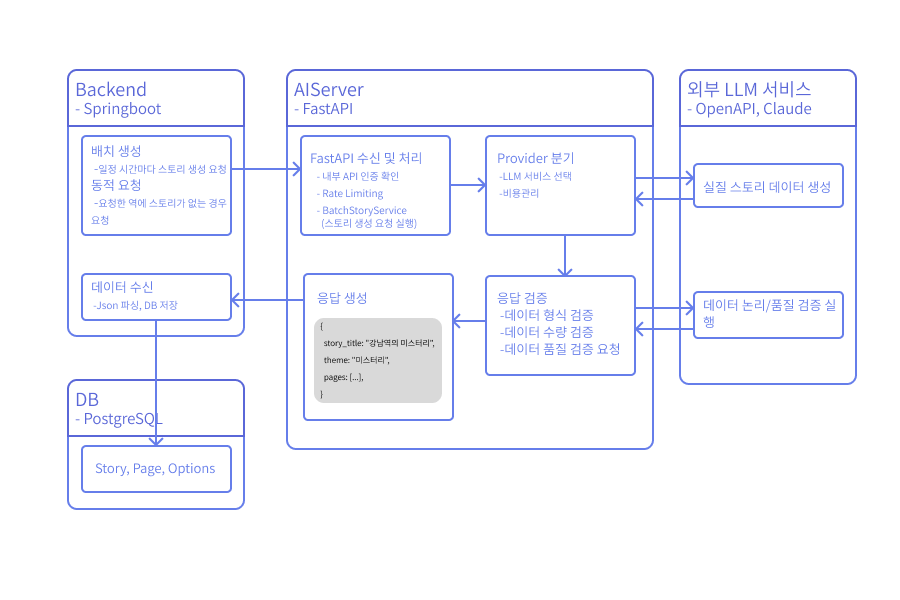 Backend
- Springboot
배치 생성
-일정 시간마다 스토리 생성 요청
동적 요청
-요청한 역에 스토리가 없는 경우
요청
데이터 수신
-Json 파싱, DB 저장
DB
- PostgreSQL
Story, Page, Options
AIServer
- FastAPI
FastAPI 수신 및 처리
- 내부 API 인증 확인
- Rate Limiting
- BatchStoryService
(스토리 생성 요청 실행)
Provider 분기
-LLM 서비스 선택
-비용관리
응답 생성
{
story_title: "강남역의 미스터리",
theme: "미스터리",
pages: [...],
}
응답 검증
-데이터 형식 검증
-데이터 수량 검증
-데이터 품질 검증 요청
외부 LLM 서비스
- OpenAPI, Claude
실질 스토리 데이터 생성
데이터 논리/품질 검증 실
행